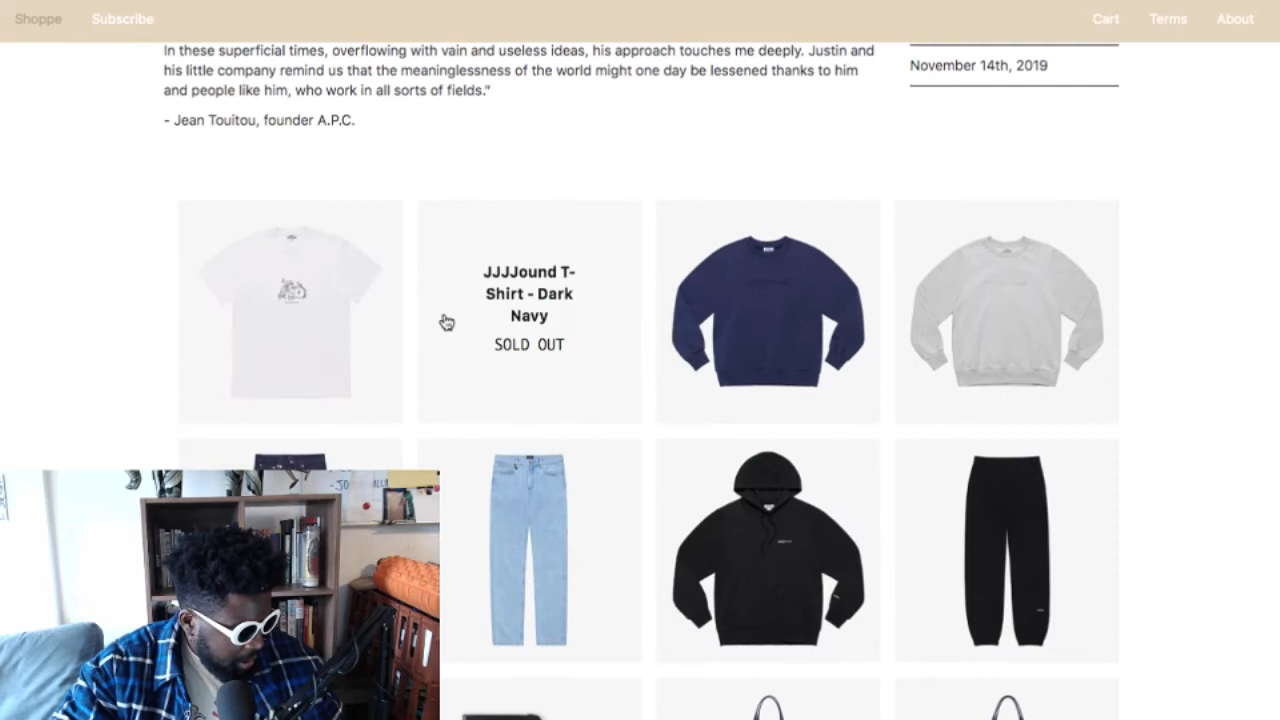 Shoppe Subscribe Cart Terms About
In these superficial times, overflowing with vain and useless ideas, his approach touches me deeply. Justin and
his little company remind us that the meaninglessness of the world might one day be lessened thanks to him
and people like him, who work in all sorts of fields."
- Jean Touitou, founder A.P.C.
November 14th, 2019
JJJJound T-
Shirt - Dark
Navy
SOLD OUT